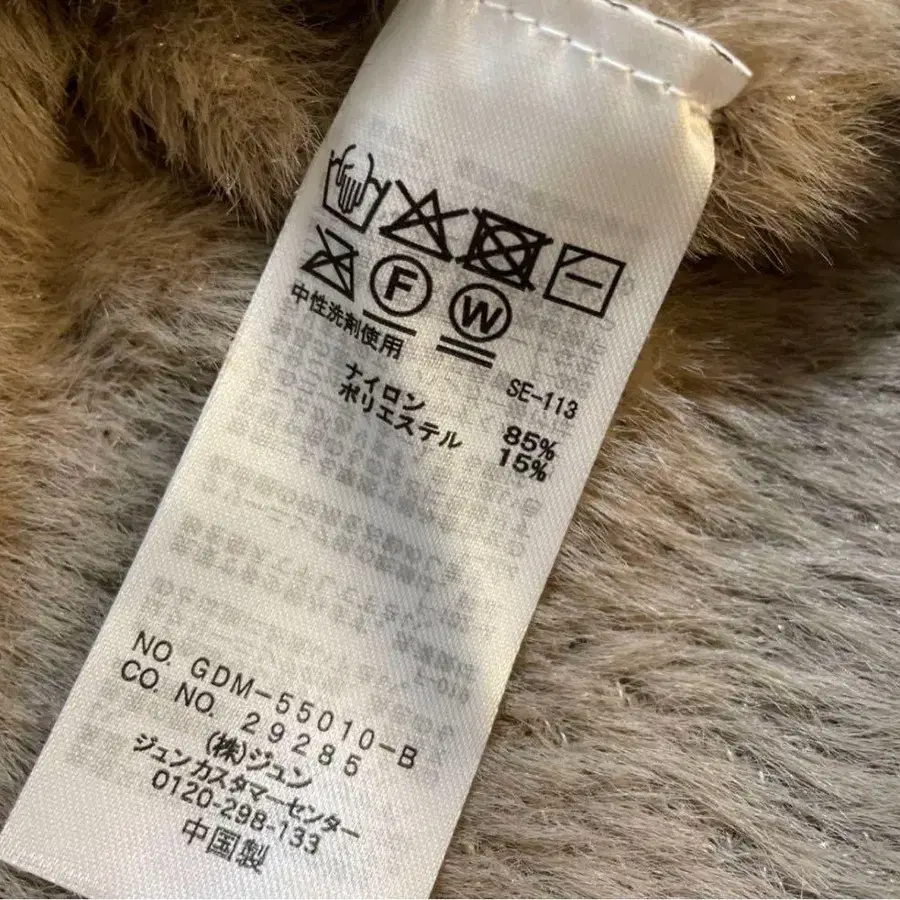 F
W
中性洗剤使用
SE-113
ナイロン 85%
ポリエステル 15%
NO. GDM-55010-B
CO. NO. 29285
(株)ジュン
ジュンカスタマーセンター
0120-298-133
中国製